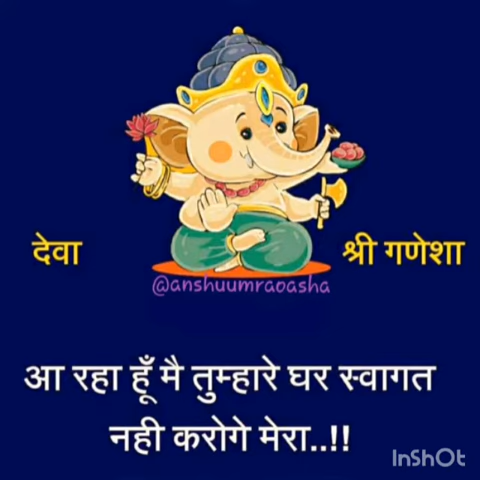 देवा
श्री गणेशा
@anshuumraoasha
आ रहा हूँ मै तुम्हारे घर स्वागत
नही करोगे मेरा..!!
InShOt